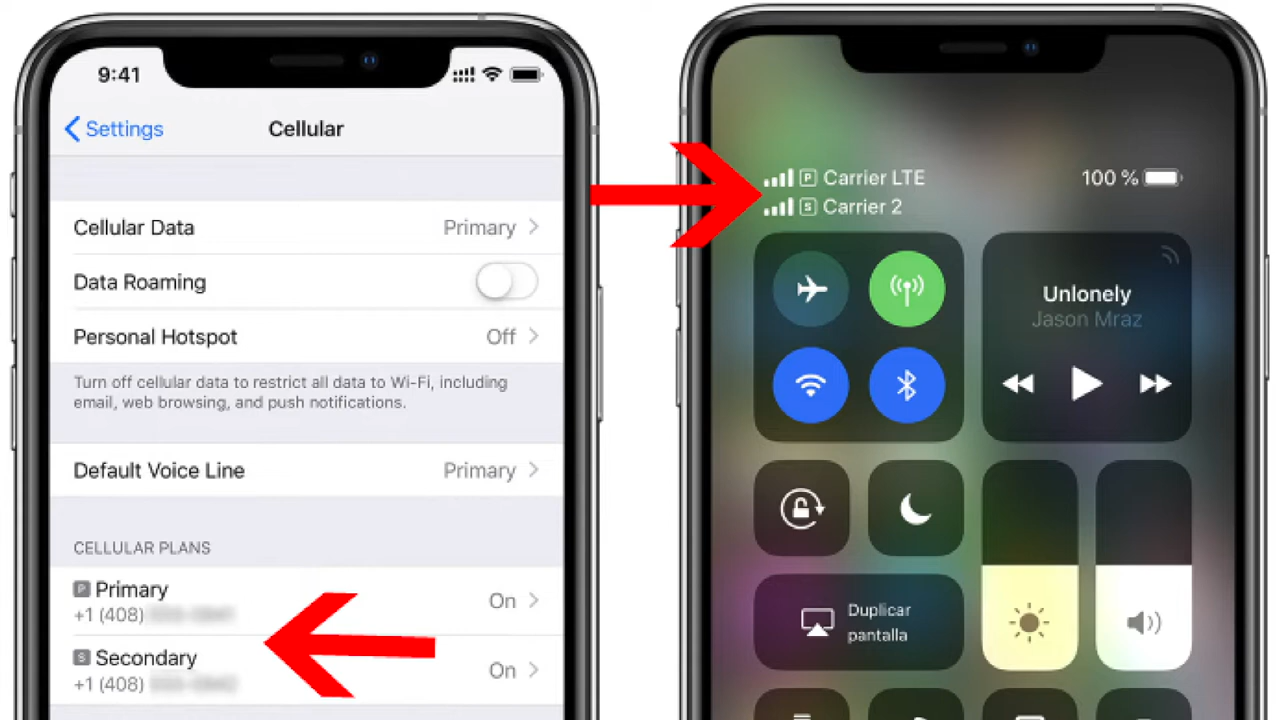 9:41
Settings
Cellular
Cellular Data Primary
Data Roaming
Personal Hotspot Off
Turn off cellular data to restrict all data to Wi-Fi, including
email, web browsing, and push notifications.
Default Voice Line Primary
CELLULAR PLANS
P Primary
+1 (408)
On
S Secondary
+1 (408)
On
P Carrier LTE
100 %
S Carrier 2
Unlonely
Jason Mraz
Duplicar
pantalla